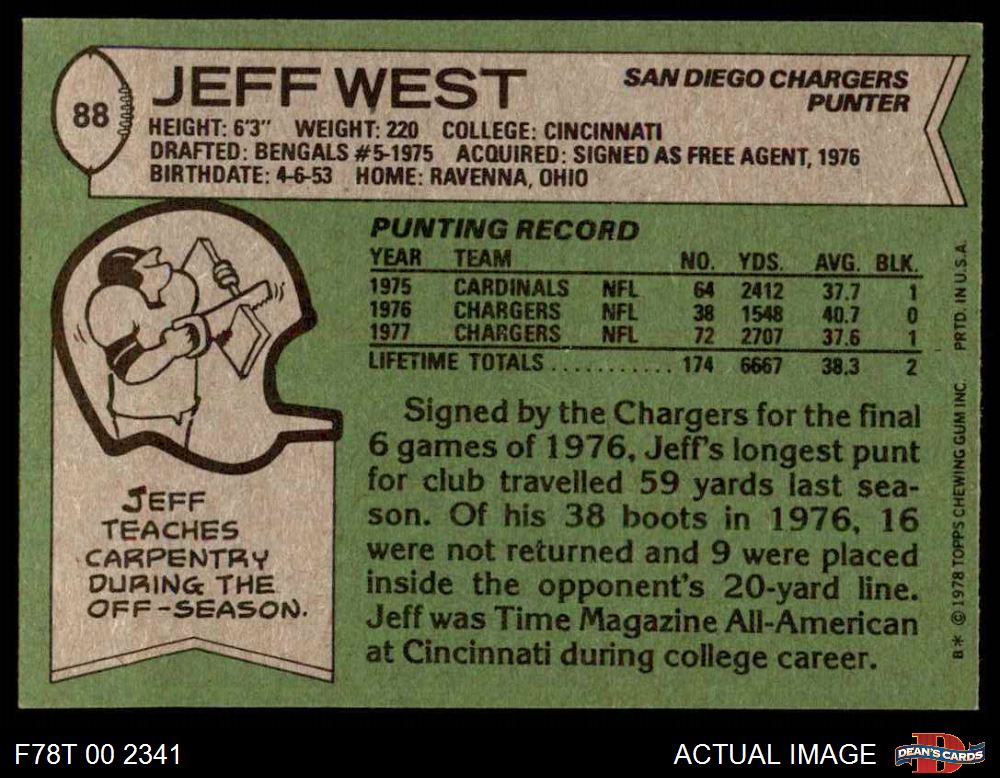 88
JEFF WEST
SAN DIEGO CHARGERS
PUNTER
HEIGHT: 6'3" WEIGHT: 220 COLLEGE: CINCINNATI
DRAFTED: BENGALS #5-1975 ACQUIRED: SIGNED AS FREE AGENT, 1976
BIRTHDATE: 4-6-53 HOME: RAVENNA, OHIO
PUNTING RECORD
YEAR TEAM NO. YDS. AVG. BLK.
1975 CARDINALS NFL 64 2412 37.7 1
1976 CHARGERS NFL 38 1548 40.7 0
1977 CHARGERS NFL 72 2707 37.6 1
LIFETIME TOTALS........... 174 6667 38.3 2
Signed by the Chargers for the final
6 games of 1976, Jeff's longest punt
for club travelled 59 yards last sea-
son. Of his 38 boots in 1976, 16
were not returned and 9 were placed
inside the opponent's 20-yard line.
Jeff was Time Magazine All-American
at Cincinnati during college career.
JEFF
TEACHES
CARPENTRY
DURING THE
OFF-SEASON.
B* © 1978 TOPPS CHEWING GUM INC. PRTD. IN U.S.A.
F78T 00 2341
ACTUAL IMAGE
D
DEAN'S CARDS